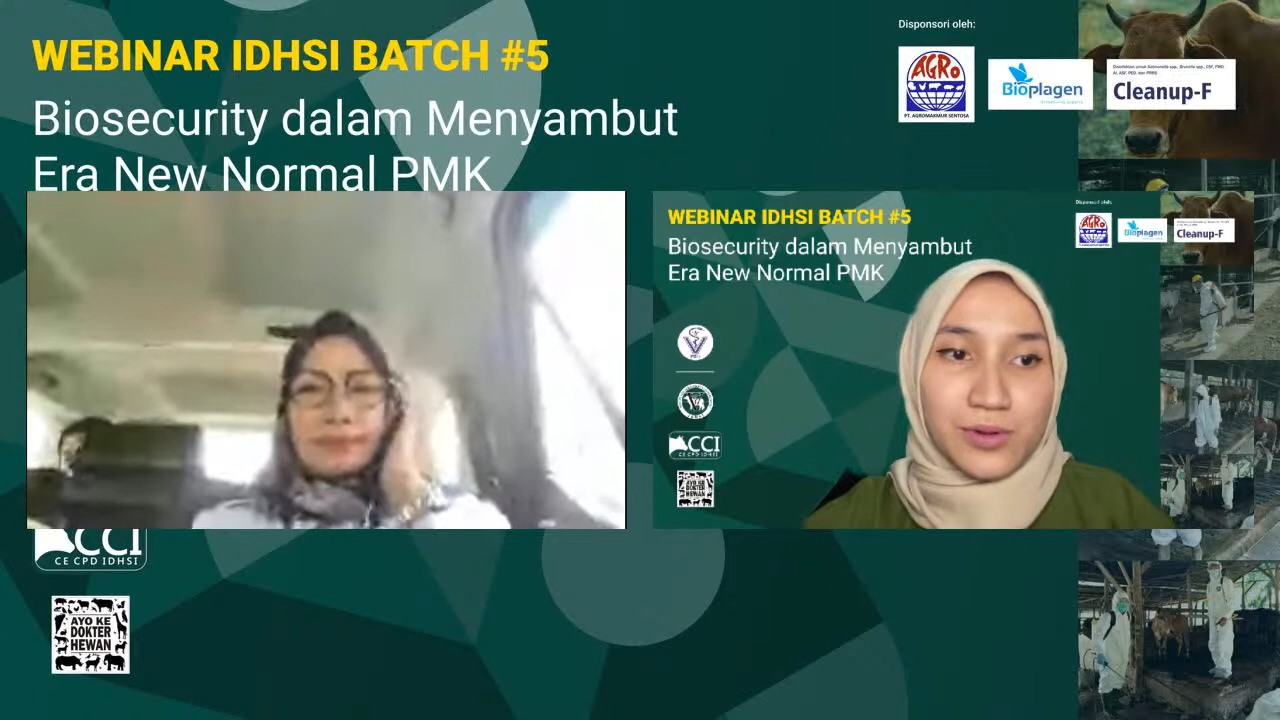 WEBINAR IDHSI BATCH #5
Biosecurity dalam Menyambut
Era New Normal PMK
Disponsori oleh:
AGRO
PT. AGROMAKMUR SENTOSA
Bioplagen
Cleanup-F
WEBINAR IDHSI BATCH #5
Biosecurity dalam Menyambut
Era New Normal PMK
Disponsori oleh:
AGRO
Bioplagen
Cleanup-F
CCI
CE CPD IDHSI
AYO KE
DOKTER
HEWAN
CCI
CE CPD IDHSI
AYO KE
DOKTER
HEWAN